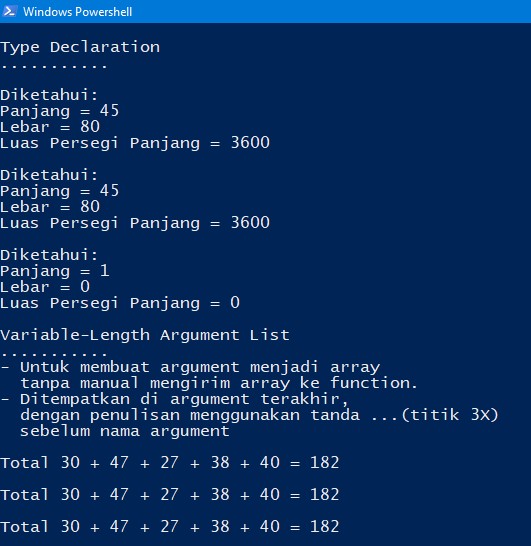 Windows Powershell
Type Declaration
...........
Diketahui:
Panjang = 45
Lebar = 80
Luas Persegi Panjang = 3600
Diketahui:
Panjang = 45
Lebar = 80
Luas Persegi Panjang = 3600
Diketahui:
Panjang = 1
Lebar = 0
Luas Persegi Panjang = 0
Variable-Length Argument List
...........
- Untuk membuat argument menjadi array
tanpa manual mengirim array ke function.
- Ditempatkan di argument terakhir,
dengan penulisan menggunakan tanda ...(titik 3X)
sebelum nama argument
Total 30 + 47 + 27 + 38 + 40 = 182
Total 30 + 47 + 27 + 38 + 40 = 182
Total 30 + 47 + 27 + 38 + 40 = 182